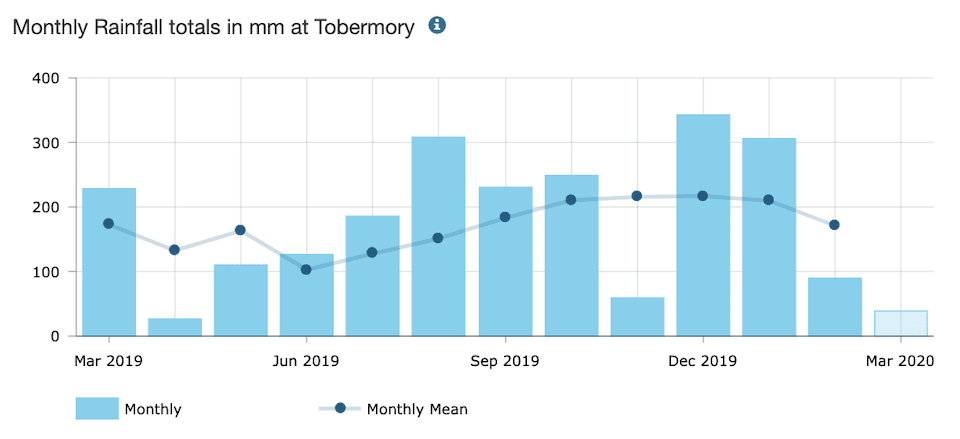 Monthly Rainfall totals in mm at Tobermory i
400
300
200
100
0
Mar 2019 Jun 2019 Sep 2019 Dec 2019 Mar 2020
Monthly Monthly Mean